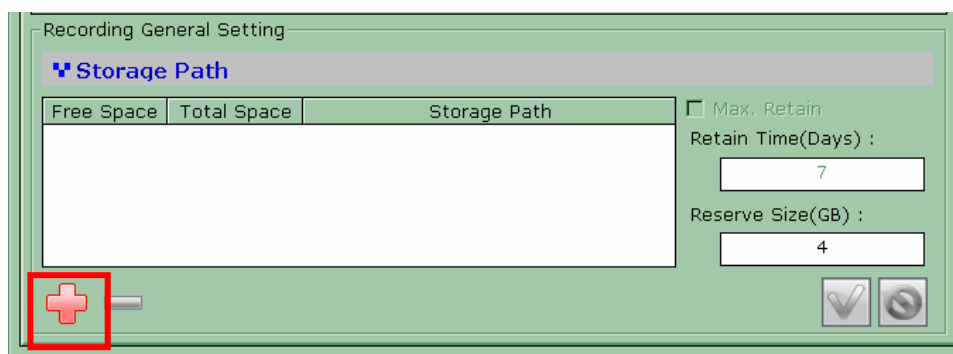 Recording General Setting
Storage Path
Free Space Total Space Storage Path
Max. Retain
Retain Time(Days) :
7
Reserve Size(GB) :
4